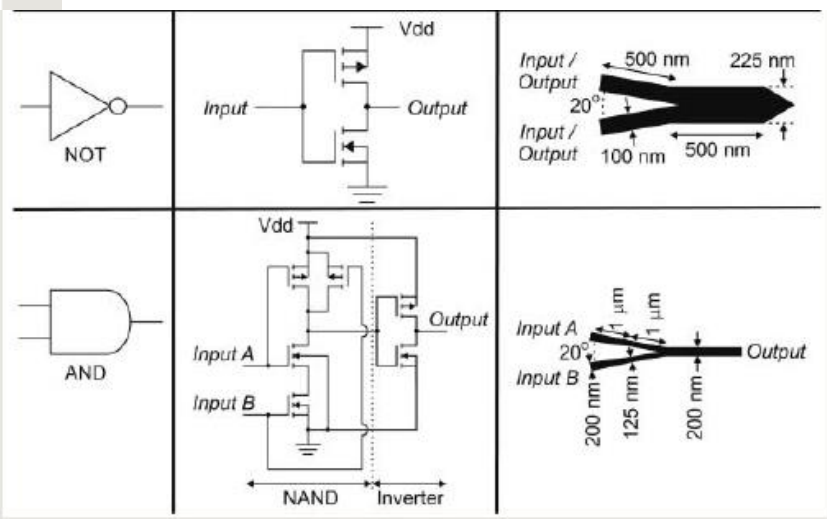 NOT
Vdd
Input
Output
Input /
Output
500 nm
225 nm
20°
Input /
Output
100 nm
500 nm
AND
Vdd
Input A
Input B
Output
NAND
Inverter
Input A
1 µm
1 µm
20°
Output
Input B
200 nm
125 nm
200 nm